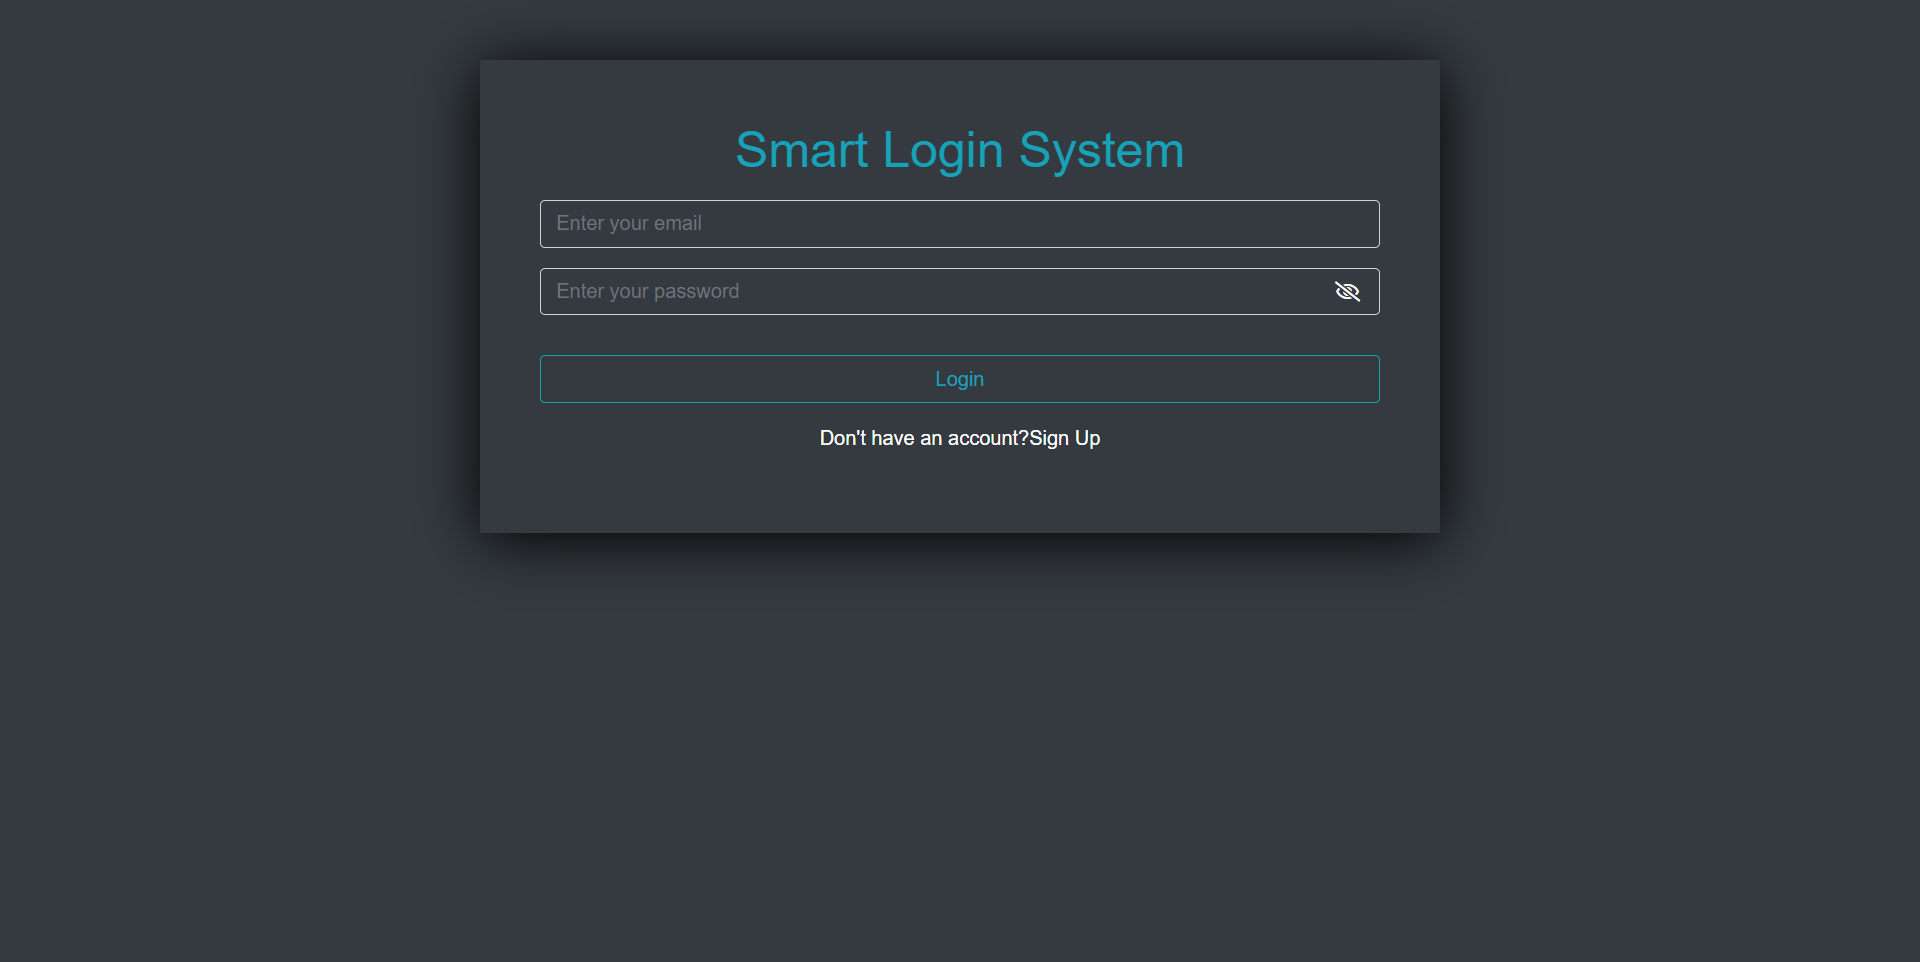 Smart Login System
Enter your email
Enter your password
Login
Don't have an account?Sign Up